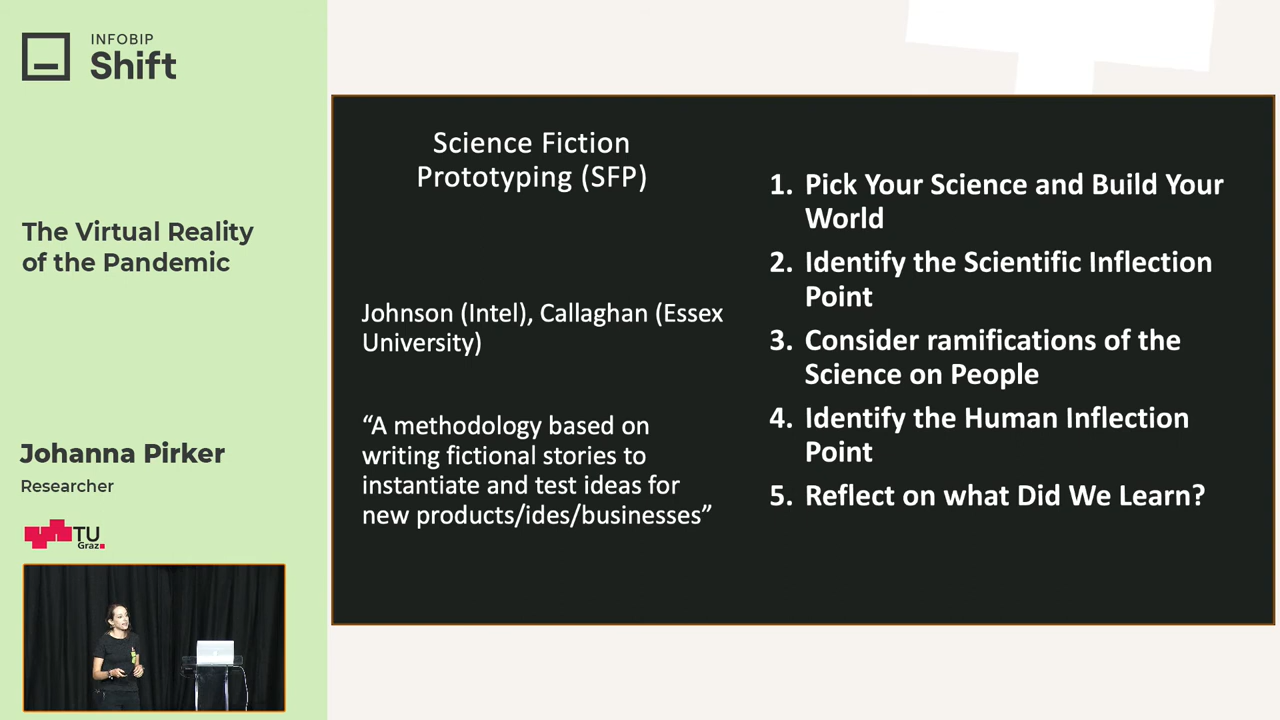 INFOBIP
Shift
The Virtual Reality
of the Pandemic
Johanna Pirker
Researcher
TU
Graz
Science Fiction
Prototyping (SFP)
Johnson (Intel), Callaghan (Essex
University)
“A methodology based on
writing fictional stories to
instantiate and test ideas for
new products/ides/businesses”
1. Pick Your Science and Build Your
World
2. Identify the Scientific Inflection
Point
3. Consider ramifications of the
Science on People
4. Identify the Human Inflection
Point
5. Reflect on what Did We Learn?